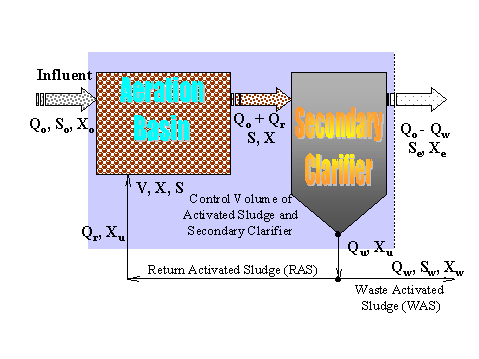 Influent
Qo, So, Xo
Aeration
Basin
Qo + Qr
S, X
Secondary
Clarifier
Qo - Qw
Se, Xe
V, X, S
Control Volume of
Activated Sludge and
Secondary Clarifier
Qr, Xu
Qu, Xu
Return Activated Sludge (RAS)
Qw, Sw, Xw
Waste Activated
Sludge (WAS)